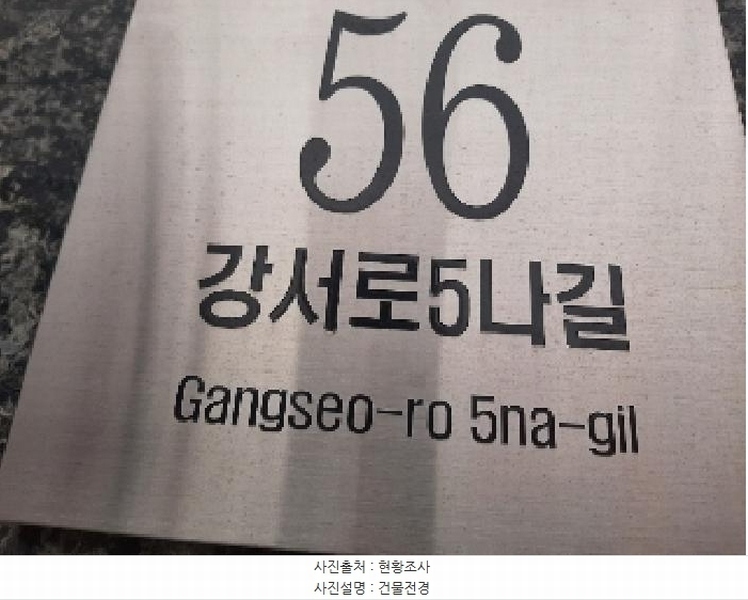 56
강서로5나길
Gangseo-ro 5na-gil
사진출처 : 현황조사
사진설명 : 건물전경